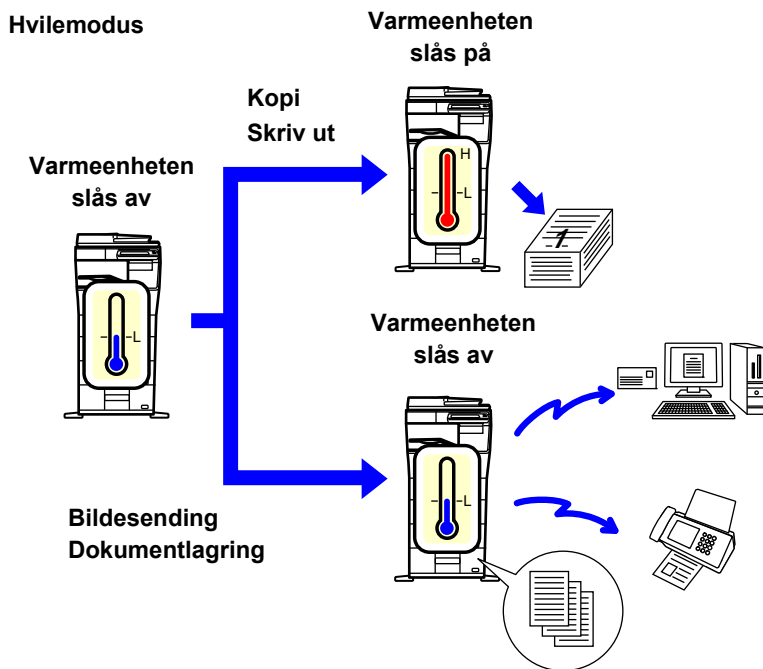 Hvilemodus
Varmeenheten
slås av
Kopi
Skriv ut
Varmeenheten
slås på
H
L
L
1
Varmeenheten
slås av
L
Bildesending
Dokumentlagring